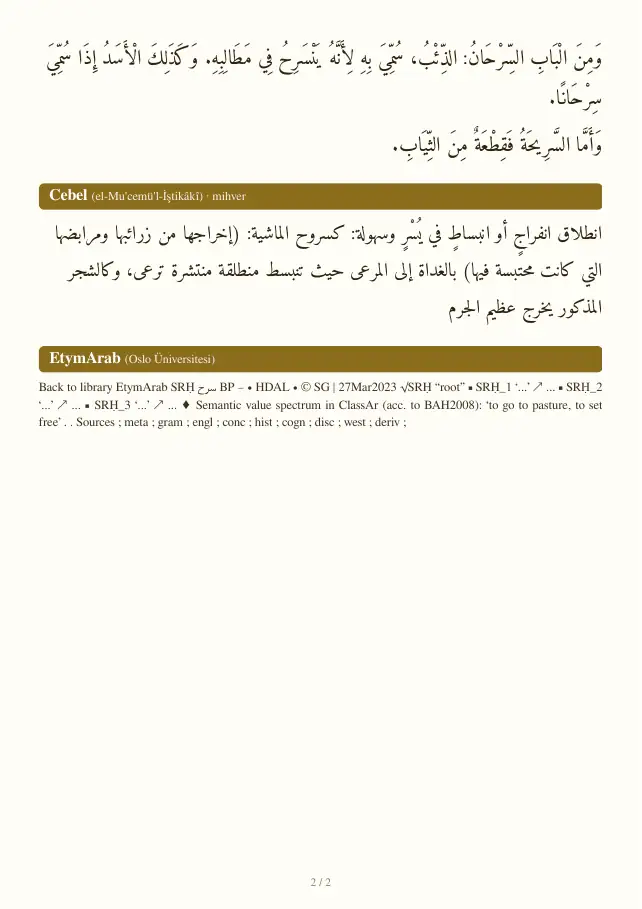 وَمِنَ الْبَابِ السِّرْحَانُ: الذِّئْبُ، سُمِّيَ بِهِ لِأَنَّهُ يَنْسَرِحُ فِي مَطَالِبِهِ. وَكَذَلِكَ الْأَسَدُ إِذَا سُمِّيَ
سِرْحَانًا.
وَأَمَّا السَّرِيحَةُ فَقِطْعَةٌ مِنَ الثِّيَابِ.
Cebel (el-Mu'cemü'l-İştikâkî) · mihver
انطلاق انفراجٍ أو انبساطٍ في يُسْرٍ وسهولة: كسروح الماشية: (إخراجها من زرائبها ومرابضها
التي كانت محتبسة فيها) بالغداة إلى المرعى حيث تنبسط منطلقة منتشرة ترعى، وكالشجر
المذكور يخرج عظيم الجرم
EtymArab (Oslo Üniversitesi)
Back to library EtymArab SRḤ سرح BP – • HDAL • © SG | 27Mar2023 √SRḤ “root” ▪ SRḤ_1 ‘...’ ↗ ... ▪ SRḤ_2
‘...’ ↗ ... ▪ SRḤ_3 ‘...’ ↗ ... ♦ Semantic value spectrum in ClassAr (acc. to BAH2008): ‘to go to pasture, to set
free’ . . Sources ; meta ; gram ; engl ; conc ; hist ; cogn ; disc ; west ; deriv ;
2 / 2